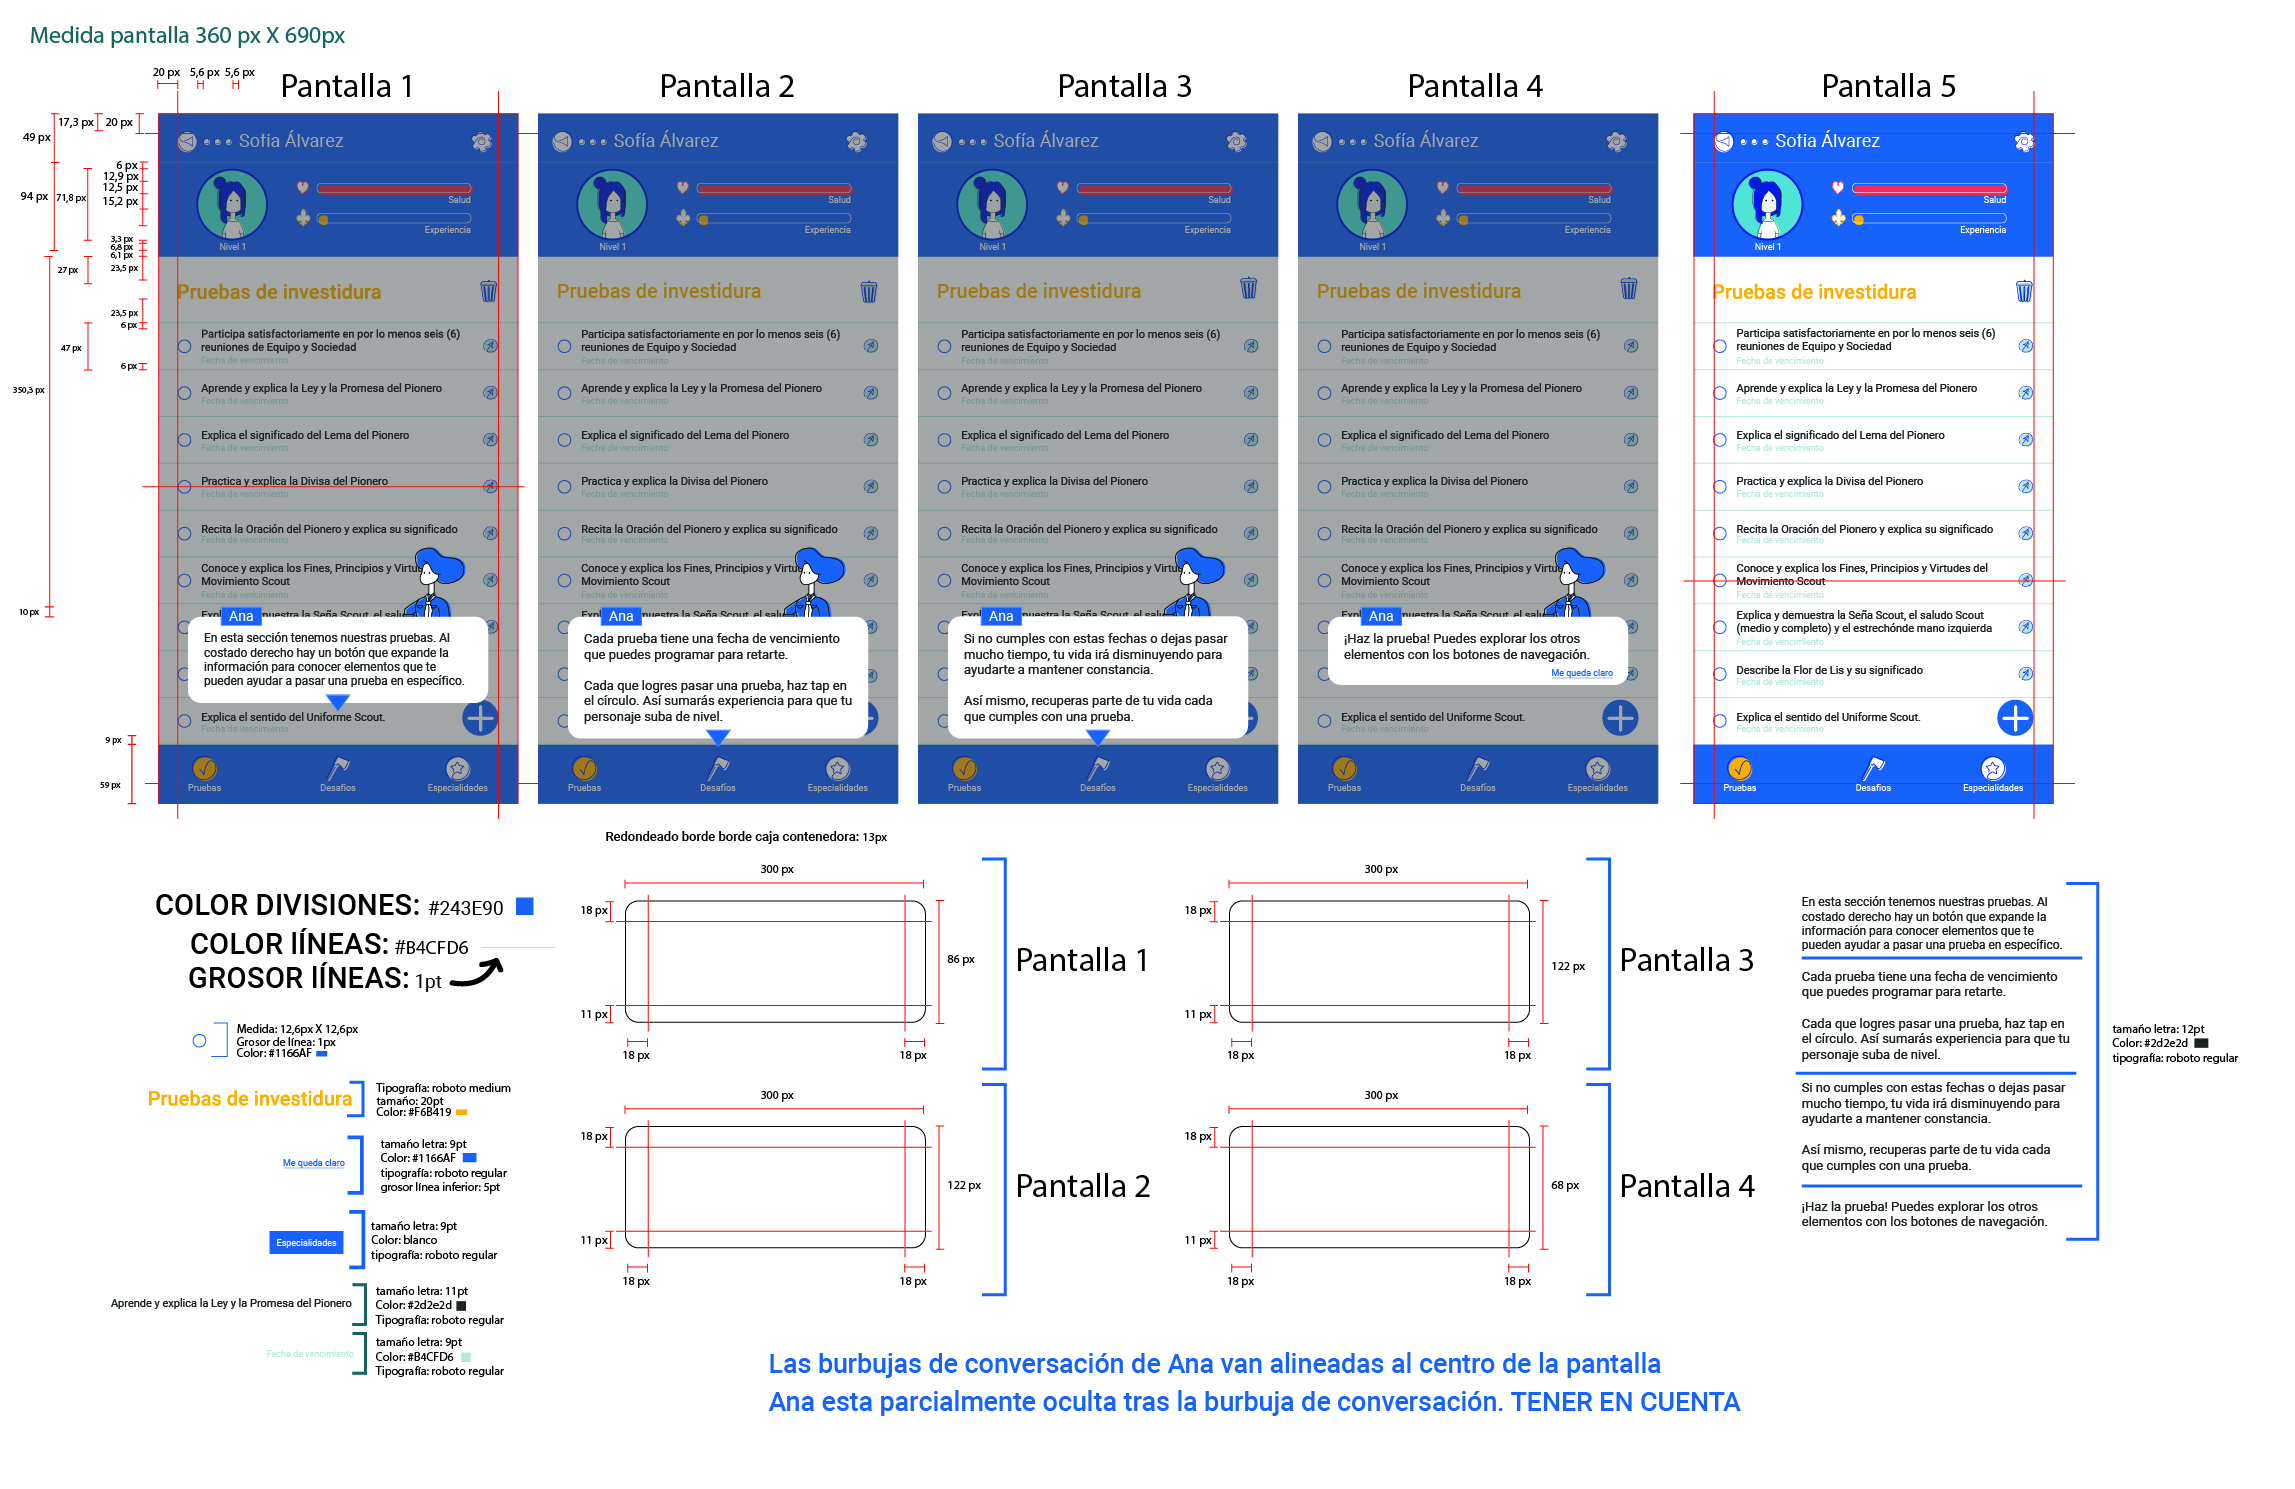 Medida pantalla 360 px X 690px
20 px 5,6 px 5,6 px
Pantalla 1
Pantalla 2
Pantalla 3
Pantalla 4
Pantalla 5
49 px
17,3 px
20 px
94 px
71,8 px
6 px
12,9 px
12,5 px
15,2 px
3,3 px
6,8 px
6,1 px
23,5 px
27 px
23,5 px
6 px
47 px
6 px
350,3 px
10 px
9 px
59 px
Sofía Álvarez
Salud
Experiencia
Nivel 1
Pruebas de investidura
Participa satisfactoriamente en por lo menos seis (6)
reuniones de Equipo y Sociedad
Fecha de vencimiento
Aprende y explica la Ley y la Promesa del Pionero
Fecha de vencimiento
Explica el significado del Lema del Pionero
Fecha de vencimiento
Practica y explica la Divisa del Pionero
Fecha de vencimiento
Recita la Oración del Pionero y explica su significado
Fecha de vencimiento
Conoce y explica los Fines, Principios y Virtudes
Movimiento Scout
Fecha de vencimiento
Ana
En esta sección tenemos nuestras pruebas. Al
costado derecho hay un botón que expande la
información para conocer elementos que te
pueden ayudar a pasar una prueba en específico.
Explica el sentido del Uniforme Scout.
Fecha de vencimiento
Pruebas
Desafíos
Especialidades
Sofía Álvarez
Salud
Experiencia
Nivel 1
Pruebas de investidura
Participa satisfactoriamente en por lo menos seis (6)
reuniones de Equipo y Sociedad
Fecha de vencimiento
Aprende y explica la Ley y la Promesa del Pionero
Fecha de vencimiento
Explica el significado del Lema del Pionero
Fecha de vencimiento
Practica y explica la Divisa del Pionero
Fecha de vencimiento
Recita la Oración del Pionero y explica su significado
Fecha de vencimiento
Conoce y explica los Fines, Principios y
Movimiento Scout
Fecha de vencimiento
Ana
Cada prueba tiene una fecha de vencimiento
que puedes programar para retarte.
Cada que logres pasar una prueba, haz tap en
el círculo. Así sumarás experiencia para que tu
personaje suba de nivel.
Pruebas
Desafíos
Especialidades
Sofía Álvarez
Salud
Experiencia
Nivel 1
Pruebas de investidura
Participa satisfactoriamente en por lo menos seis (6)
reuniones de Equipo y Sociedad
Fecha de vencimiento
Aprende y explica la Ley y la Promesa del Pionero
Fecha de vencimiento
Explica el significado del Lema del Pionero
Fecha de vencimiento
Practica y explica la Divisa del Pionero
Fecha de vencimiento
Recita la Oración del Pionero y explica su significado
Fecha de vencimiento
Conoce y explica los Fines, Principios y
Movimiento Scout
Fecha de vencimiento
Ana
Si no cumples con estas fechas o dejas pasar
mucho tiempo, tu vida irá disminuyendo para
ayudarte a mantener constancia.
Así mismo, recuperas parte de tu vida cada
que cumples con una prueba.
Pruebas
Desafíos
Especialidades
Sofía Álvarez
Salud
Experiencia
Nivel 1
Pruebas de investidura
Participa satisfactoriamente en por lo menos seis (6)
reuniones de Equipo y Sociedad
Fecha de vencimiento
Aprende y explica la Ley y la Promesa del Pionero
Fecha de vencimiento
Explica el significado del Lema del Pionero
Fecha de vencimiento
Practica y explica la Divisa del Pionero
Fecha de vencimiento
Recita la Oración del Pionero y explica su significado
Fecha de vencimiento
Conoce y explica los Fines, Principios y
Movimiento Scout
Fecha de vencimiento
Ana
¡Haz la prueba! Puedes explorar los otros
elementos con los botones de navegación.
Me queda claro
Explica el sentido del Uniforme Scout.
Fecha de vencimiento
Pruebas
Desafíos
Especialidades
Sofía Álvarez
Salud
Experiencia
Nivel 1
Pruebas de investidura
Participa satisfactoriamente en por lo menos seis (6)
reuniones de Equipo y Sociedad
Fecha de vencimiento
Aprende y explica la Ley y la Promesa del Pionero
Fecha de vencimiento
Explica el significado del Lema del Pionero
Fecha de vencimiento
Practica y explica la Divisa del Pionero
Fecha de vencimiento
Recita la Oración del Pionero y explica su significado
Fecha de vencimiento
Conoce y explica los Fines, Principios y Virtudes del
Movimiento Scout
Fecha de vencimiento
Explica y demuestra la Seña Scout, el saludo Scout
(medio y completo) y el estrechónde mano izquierda
Fecha de vencimiento
Describe la Flor de Lis y su significado
Fecha de vencimiento
Explica el sentido del Uniforme Scout.
Fecha de vencimiento
Pruebas
Desafíos
Especialidades
COLOR DIVISIONES: #243E90
COLOR lÍNEAS: #B4CFD6
GROSOR lÍNEAS: 1pt
Medida: 12,6px X 12,6px
Grosor de línea: 1px
Color: #1166AF
Pruebas de investidura
Tipografía: roboto medium
tamaño: 20pt
Color: #F6B419
Me queda claro
tamaño letra: 9pt
Color: #1166AF
tipografía: roboto regular
grosor línea inferior: 5pt
Especialidades
tamaño letra: 9pt
Color: blanco
tipografía: roboto regular
Aprende y explica la Ley y la Promesa del Pionero
tamaño letra: 11pt
Color: #2d2e2d
Tipografía: roboto regular
Fecha de vencimiento
tamaño letra: 9pt
Color: #B4CFD6
Tipografía: roboto regular
Redondeado borde borde caja contenedora: 13px
300 px
18 px
86 px
11 px
18 px
18 px
Pantalla 1
300 px
18 px
122 px
11 px
18 px
18 px
Pantalla 3
300 px
18 px
122 px
11 px
18 px
18 px
Pantalla 2
300 px
18 px
68 px
11 px
18 px
18 px
Pantalla 4
En esta sección tenemos nuestras pruebas. Al
costado derecho hay un botón que expande la
información para conocer elementos que te
pueden ayudar a pasar una prueba en específico.
Cada prueba tiene una fecha de vencimiento
que puedes programar para retarte.
Cada que logres pasar una prueba, haz tap en
el círculo. Así sumarás experiencia para que tu
personaje suba de nivel.
Si no cumples con estas fechas o dejas pasar
mucho tiempo, tu vida irá disminuyendo para
ayudarte a mantener constancia.
Así mismo, recuperas parte de tu vida cada
que cumples con una prueba.
¡Haz la prueba! Puedes explorar los otros
elementos con los botones de navegación.
tamaño letra: 12pt
Color: #2d2e2d
tipografía: roboto regular
Las burbujas de conversación de Ana van alineadas al centro de la pantalla
Ana esta parcialmente oculta tras la burbuja de conversación. TENER EN CUENTA